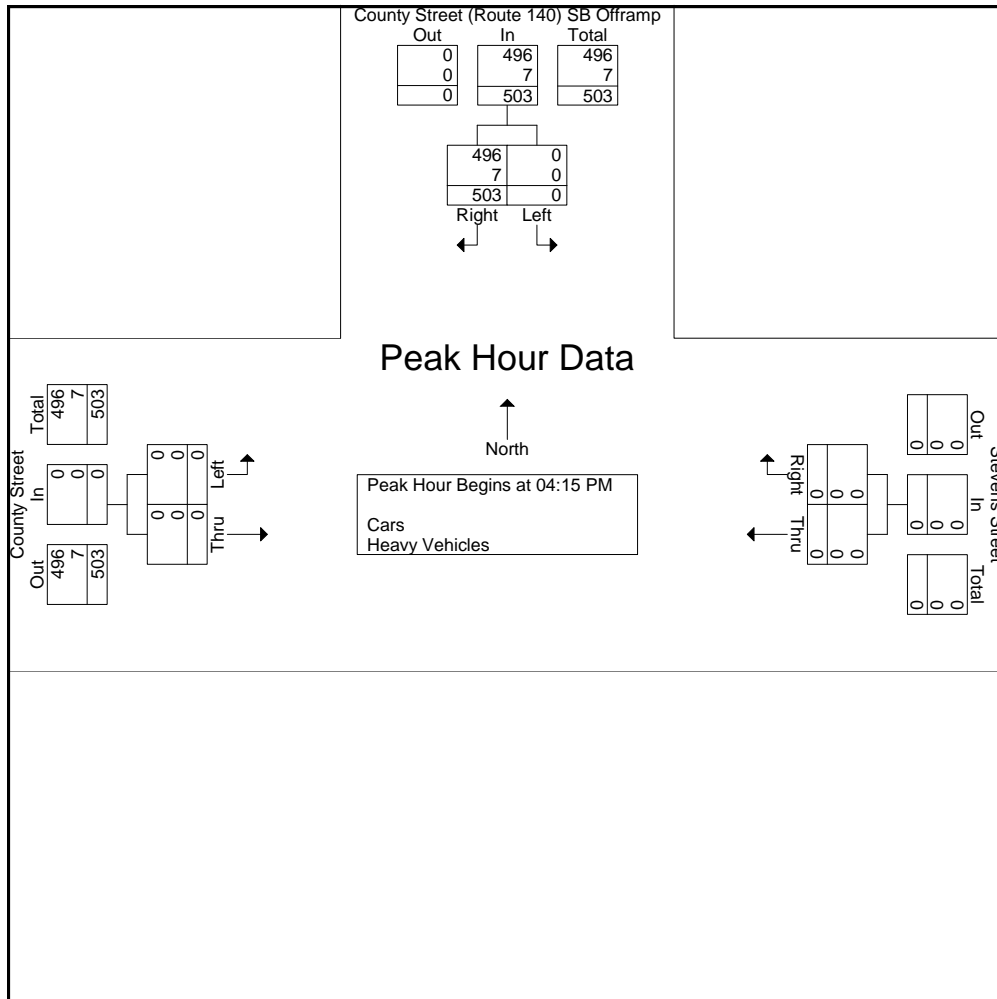 County Street (Route 140) SB Offramp
Out In Total
0 496 496
0 7 7
0 503 503
496 0
7 0
503 0
Right Left
Peak Hour Data
North
Peak Hour Begins at 04:15 PM
Cars
Heavy Vehicles
County Street
Out In Total
496 0 496
7 0 7
503 0 503
Thru Left
0 0
0 0
0 0
Stevens Street
Out In Total
0 0 0
0 0 0
0 0 0
Right Thru
0 0
0 0
0 0